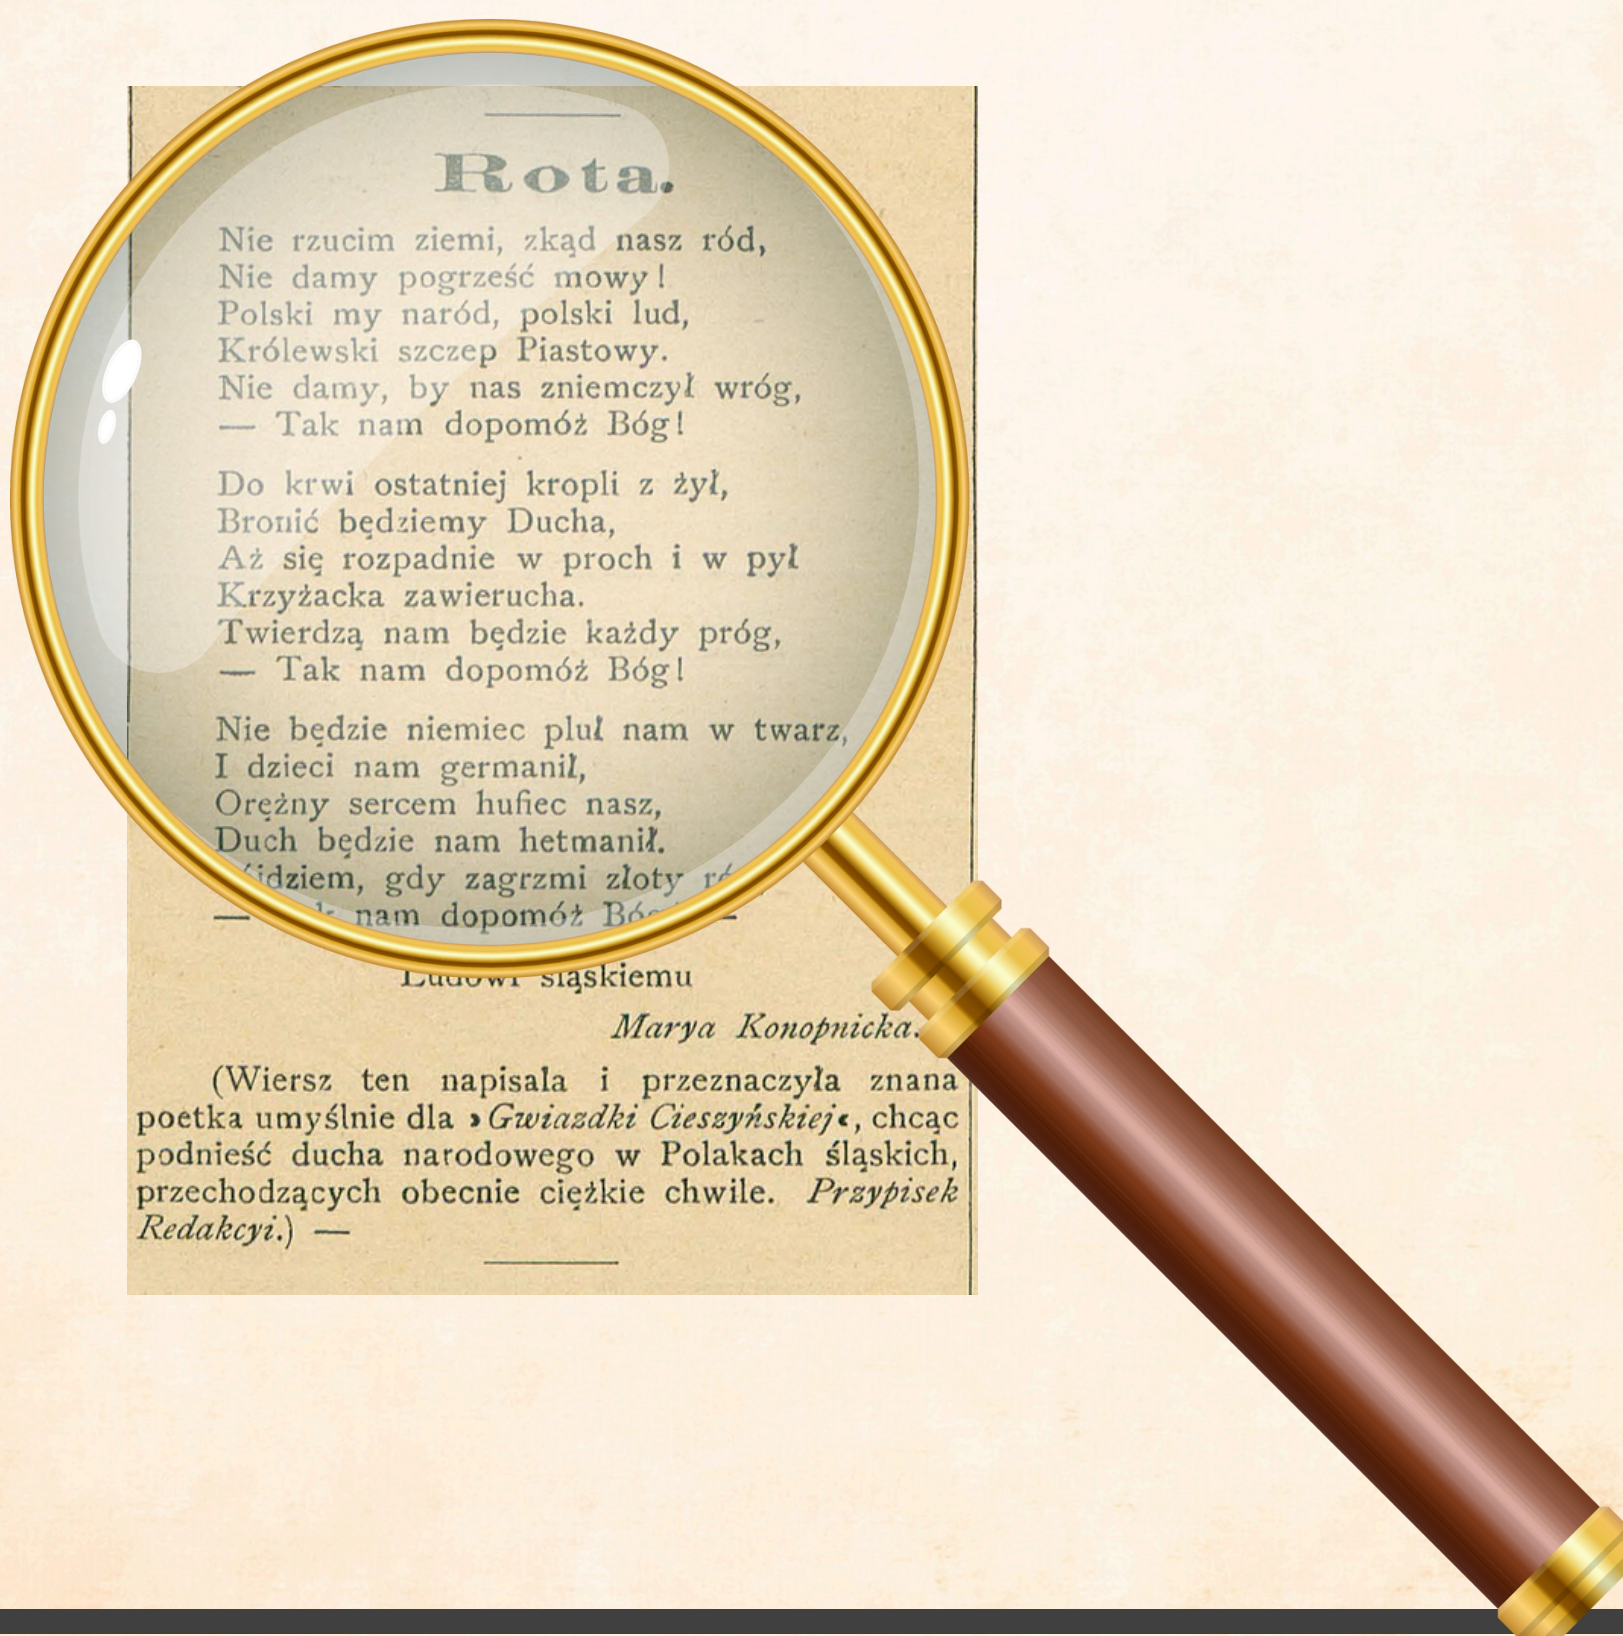 Rota.
Nie rzucim ziemi, zkąd nasz ród,
Nie damy pogrześć mowy!
Polski my naród, polski lud,
Królewski szczep Piastowy.
Nie damy, by nas zniemczył wróg,
— Tak nam dopomóż Bóg!
Do krwi ostatniej kropli z żył,
Bronić będziemy Ducha,
Aż się rozpadnie w proch i w pył
Krzyżacka zawierucha.
Twierdzą nam będzie każdy próg,
— Tak nam dopomóż Bóg!
Nie będzie niemiec pluł nam w twarz,
I dzieci nam germanił,
Orężny sercem hufiec nasz,
Duch będzie nam hetmanił.
gdy zagrzmi złoty
— nam dopomóż —
Ludowi śląskiemu
Marya Konopnicka.
(Wiersz ten napisala i przeznaczyła znana
poetka umyślnie dla »Gwiazdki Cieszyńskiej«, chcąc
podnieść ducha narodowego w Polakach śląskich,
przechodzących obecnie ciężkie chwile. Przypisek
Redakcyi.) —